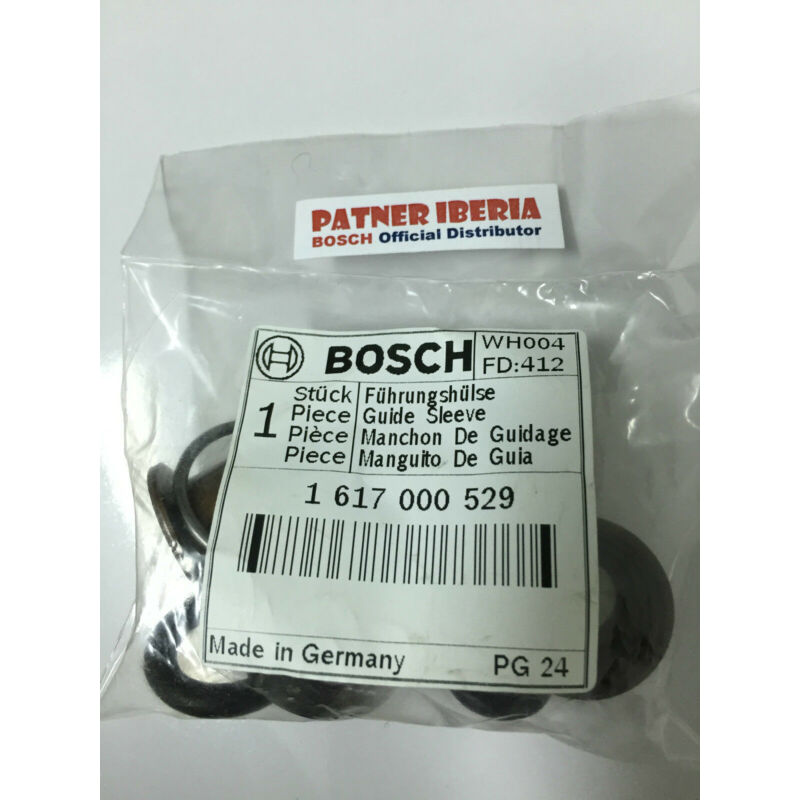 PATNER IBERIA
BOSCH Official Distributor
BOSCH
WH004
FD:412
1
Stück
Piece
Pièce
Piece
Führungshülse
Guide Sleeve
Manchon De Guidage
Manguito De Guia
1 617 000 529
Made in Germany
PG 24